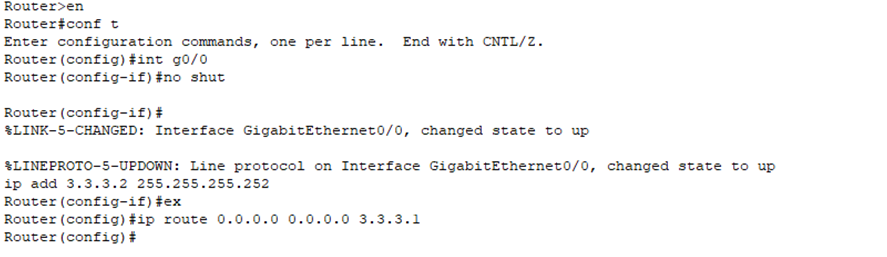 Router>en
Router#conf t
Enter configuration commands, one per line.  End with CNTL/Z.
Router(config)#int g0/0
Router(config-if)#no shut
Router(config-if)#
%LINK-5-CHANGED: Interface GigabitEthernet0/0, changed state to up
%LINEPROTO-5-UPDOWN: Line protocol on Interface GigabitEthernet0/0, changed state to up
ip add 3.3.3.2 255.255.255.252
Router(config-if)#ex
Router(config)#ip route 0.0.0.0 0.0.0.0 3.3.3.1
Router(config)#